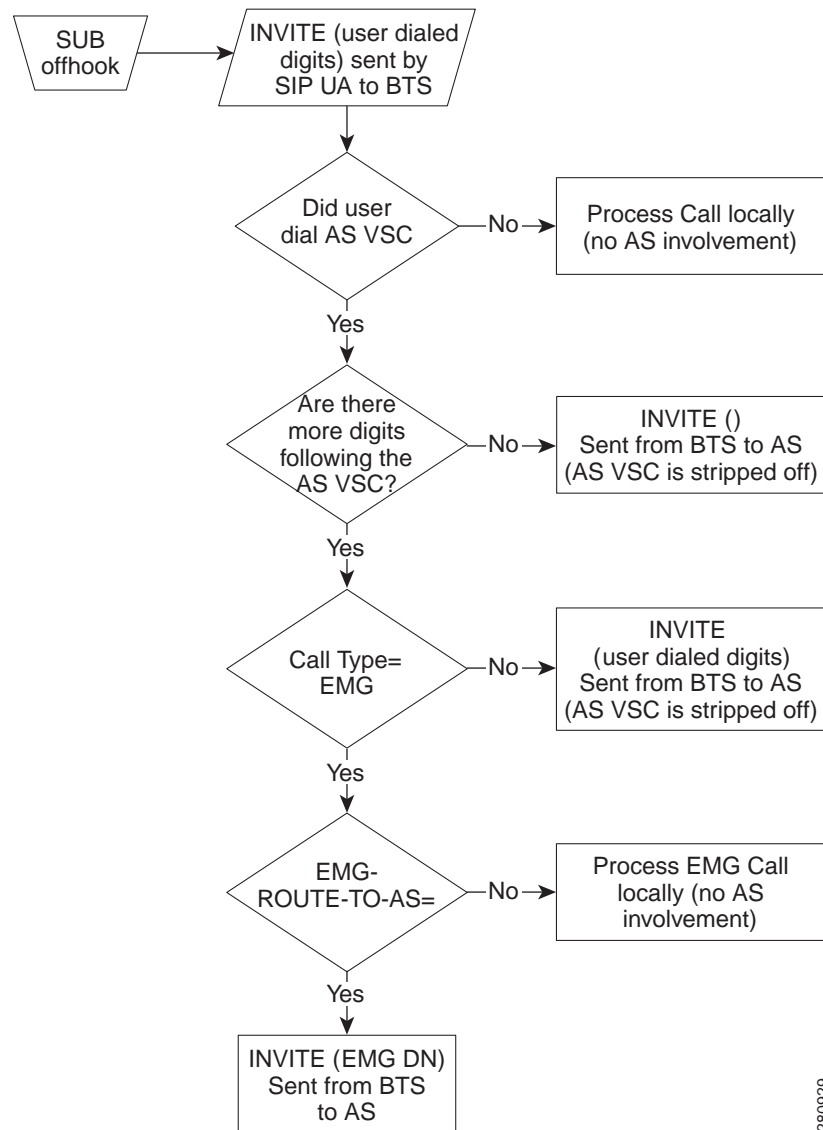 SUB
offhook
INVITE (user dialed
digits) sent by
SIP UA to BTS
Did user
dial AS VSC
No
Process Call locally
(no AS involvement)
Yes
Are there
more digits
following the
AS VSC?
No
INVITE ()
Sent from BTS to AS
(AS VSC is stripped off)
Yes
Call Type=
EMG
No
INVITE
(user dialed digits)
Sent from BTS to AS
(AS VSC is stripped off)
Yes
EMG-
ROUTE-TO-AS=
No
Process EMG Call
locally (no AS
involvement)
Yes
INVITE (EMG DN)
Sent from BTS
to AS
280929